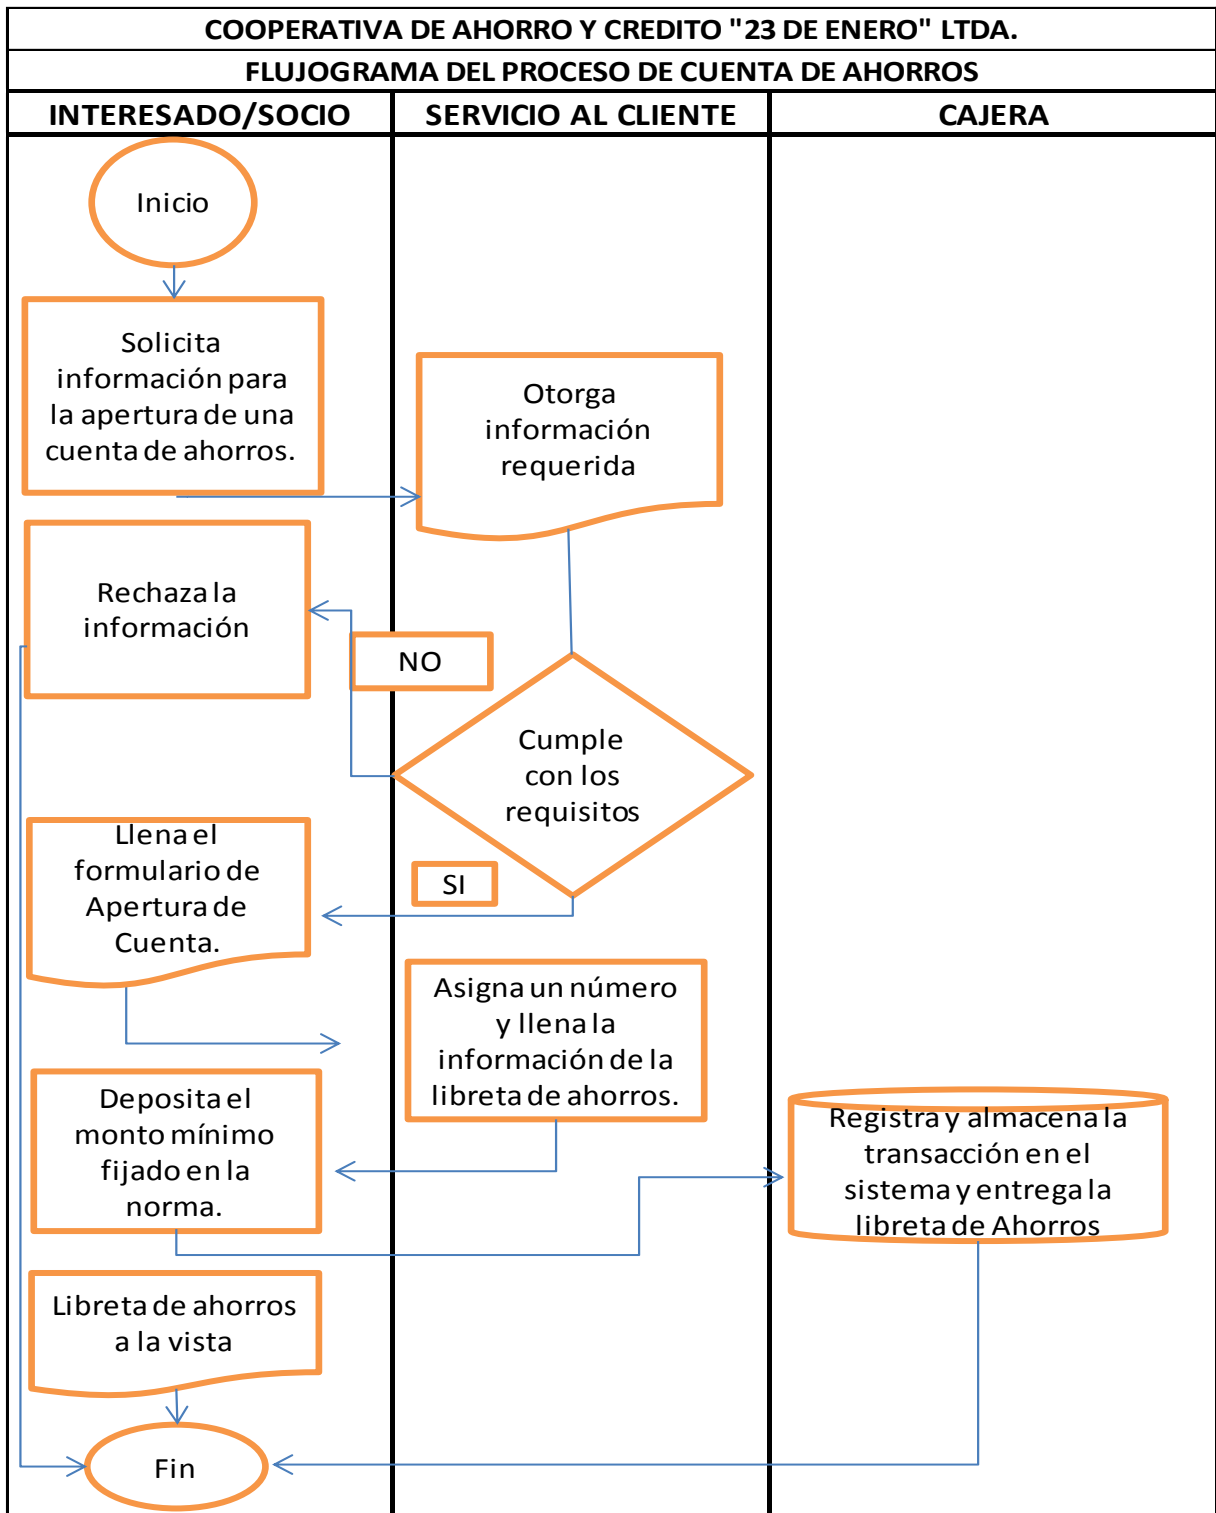 COOPERATIVA DE AHORRO Y CREDITO "23 DE ENERO" LTDA.
FLUJOGRAMA DEL PROCESO DE CUENTA DE AHORROS
INTERESADO/SOCIO
SERVICIO AL CLIENTE
CAJERA
Inicio
Solicita
información para
la apertura de una
cuenta de ahorros.
Otorga
información
requerida
Rechaza la
información
NO
Cumple
con los
requisitos
Llena el
formulario de
Apertura de
Cuenta.
SI
Asigna un número
y llena la
información de la
libreta de ahorros.
Deposita el
monto mínimo
fijado en la
norma.
Registra y almacena la
transacción en el
sistema y entrega la
libreta de Ahorros
Libreta de ahorros
a la vista
Fin